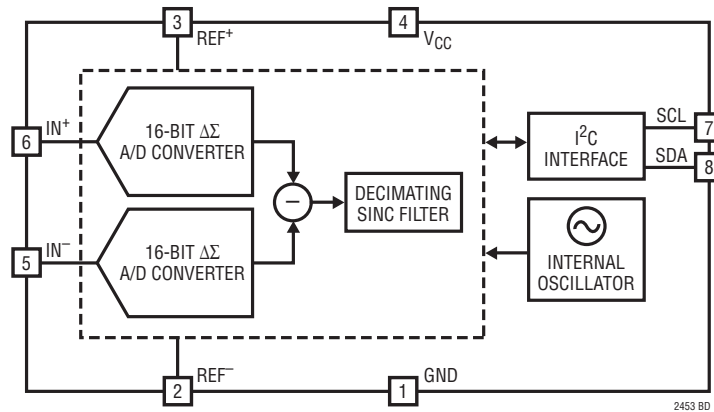 3
REF+
4
VCC
6
IN+
16-BIT ΔΣ
A/D CONVERTER
5
IN–
16-BIT ΔΣ
A/D CONVERTER
–
DECIMATING
SINC FILTER
I2C
INTERFACE
SCL
7
SDA
8
INTERNAL
OSCILLATOR
2
REF–
1
GND
2453 BD